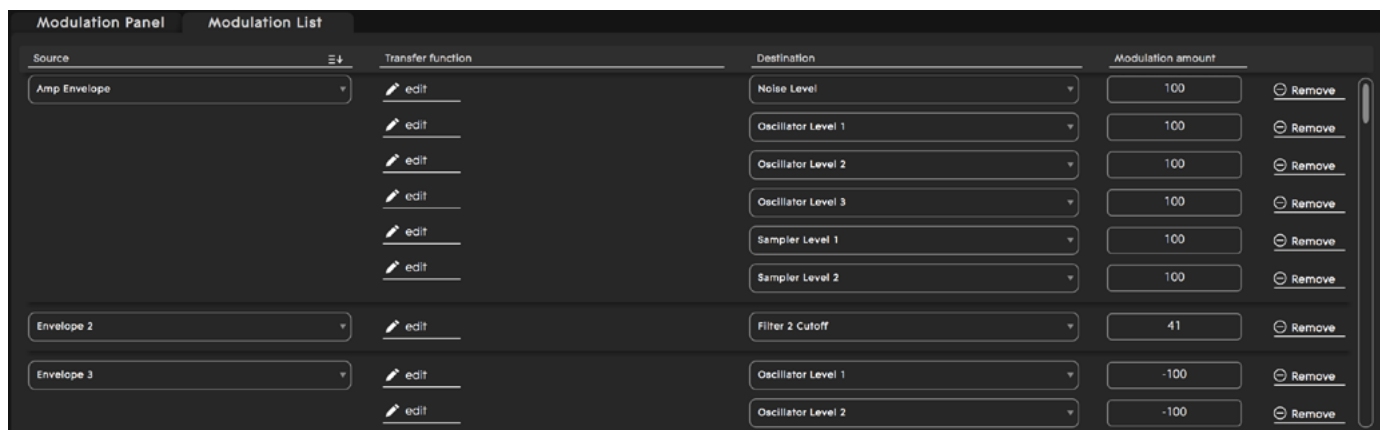 Modulation Panel Modulation List
Source Transfer function Destination Modulation amount
Amp Envelope edit Noise Level 100 Remove
edit Oscillator Level 1 100 Remove
edit Oscillator Level 2 100 Remove
edit Oscillator Level 3 100 Remove
edit Sampler Level 1 100 Remove
edit Sampler Level 2 100 Remove
Envelope 2 edit Filter 2 Cutoff 41 Remove
Envelope 3 edit Oscillator Level 1 -100 Remove
edit Oscillator Level 2 -100 Remove